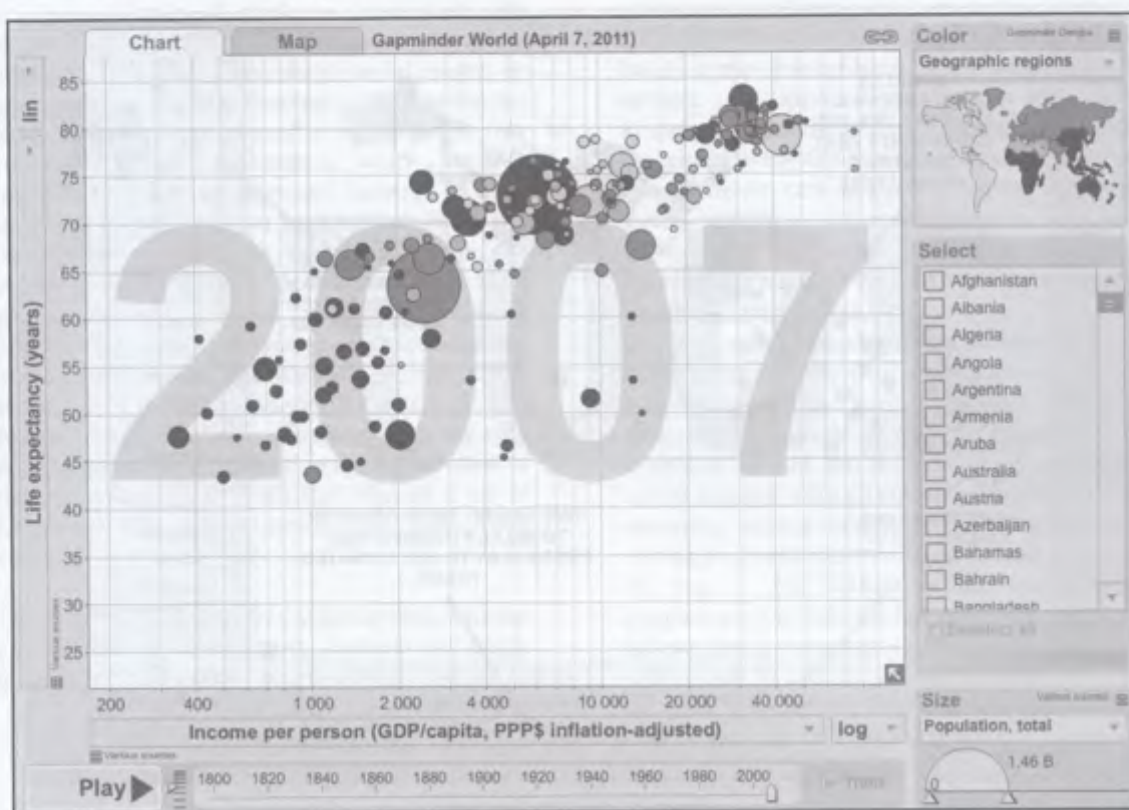 Chart Map Gapminder World (April 7, 2011)
Color
Geographic regions
lin
Life expectancy (years)
85
80
75
70
65
60
55
50
45
40
35
30
25
2007
Select
Afghanistan
Albania
Algeria
Angola
Argentina
Armenia
Aruba
Australia
Austria
Azerbaijan
Bahamas
Bahrain
Bangladesh
200 400 1 000 2 000 4 000 10 000 20 000 40 000
Income per person (GDP/capita, PPP$ inflation-adjusted) log
Various sources
Play
1800 1820 1840 1860 1880 1900 1920 1940 1960 1980 2000
Size
Population, total
1.46 B
0